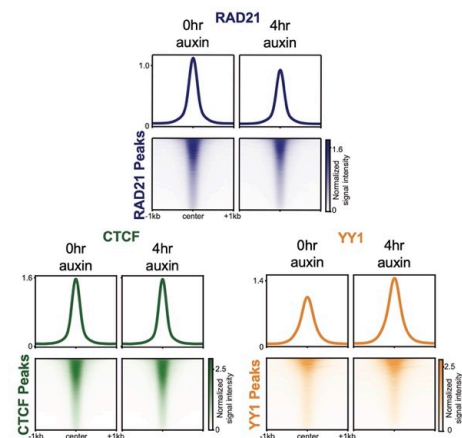 RAD21
0hr auxin
4hr auxin
1.0
0
RAD21 Peaks
1.6
0
Normalized signal intensity
-1kb
center
+1kb
CTCF
0hr auxin
4hr auxin
1.6
0
CTCF Peaks
2.5
0
Normalized signal intensity
-1kb
center
+1kb
YY1
0hr auxin
4hr auxin
1.4
0
YY1 Peaks
2.5
0
Normalized signal intensity
-1kb
center
+1kb